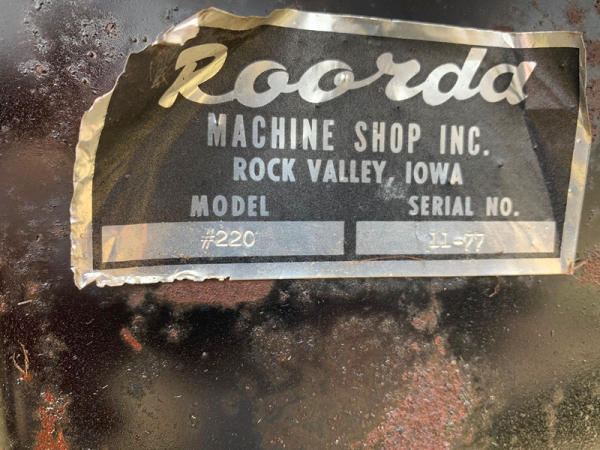 Roorda
MACHINE SHOP INC.
ROCK VALLEY, IOWA
MODEL SERIAL NO.
#220 11-77